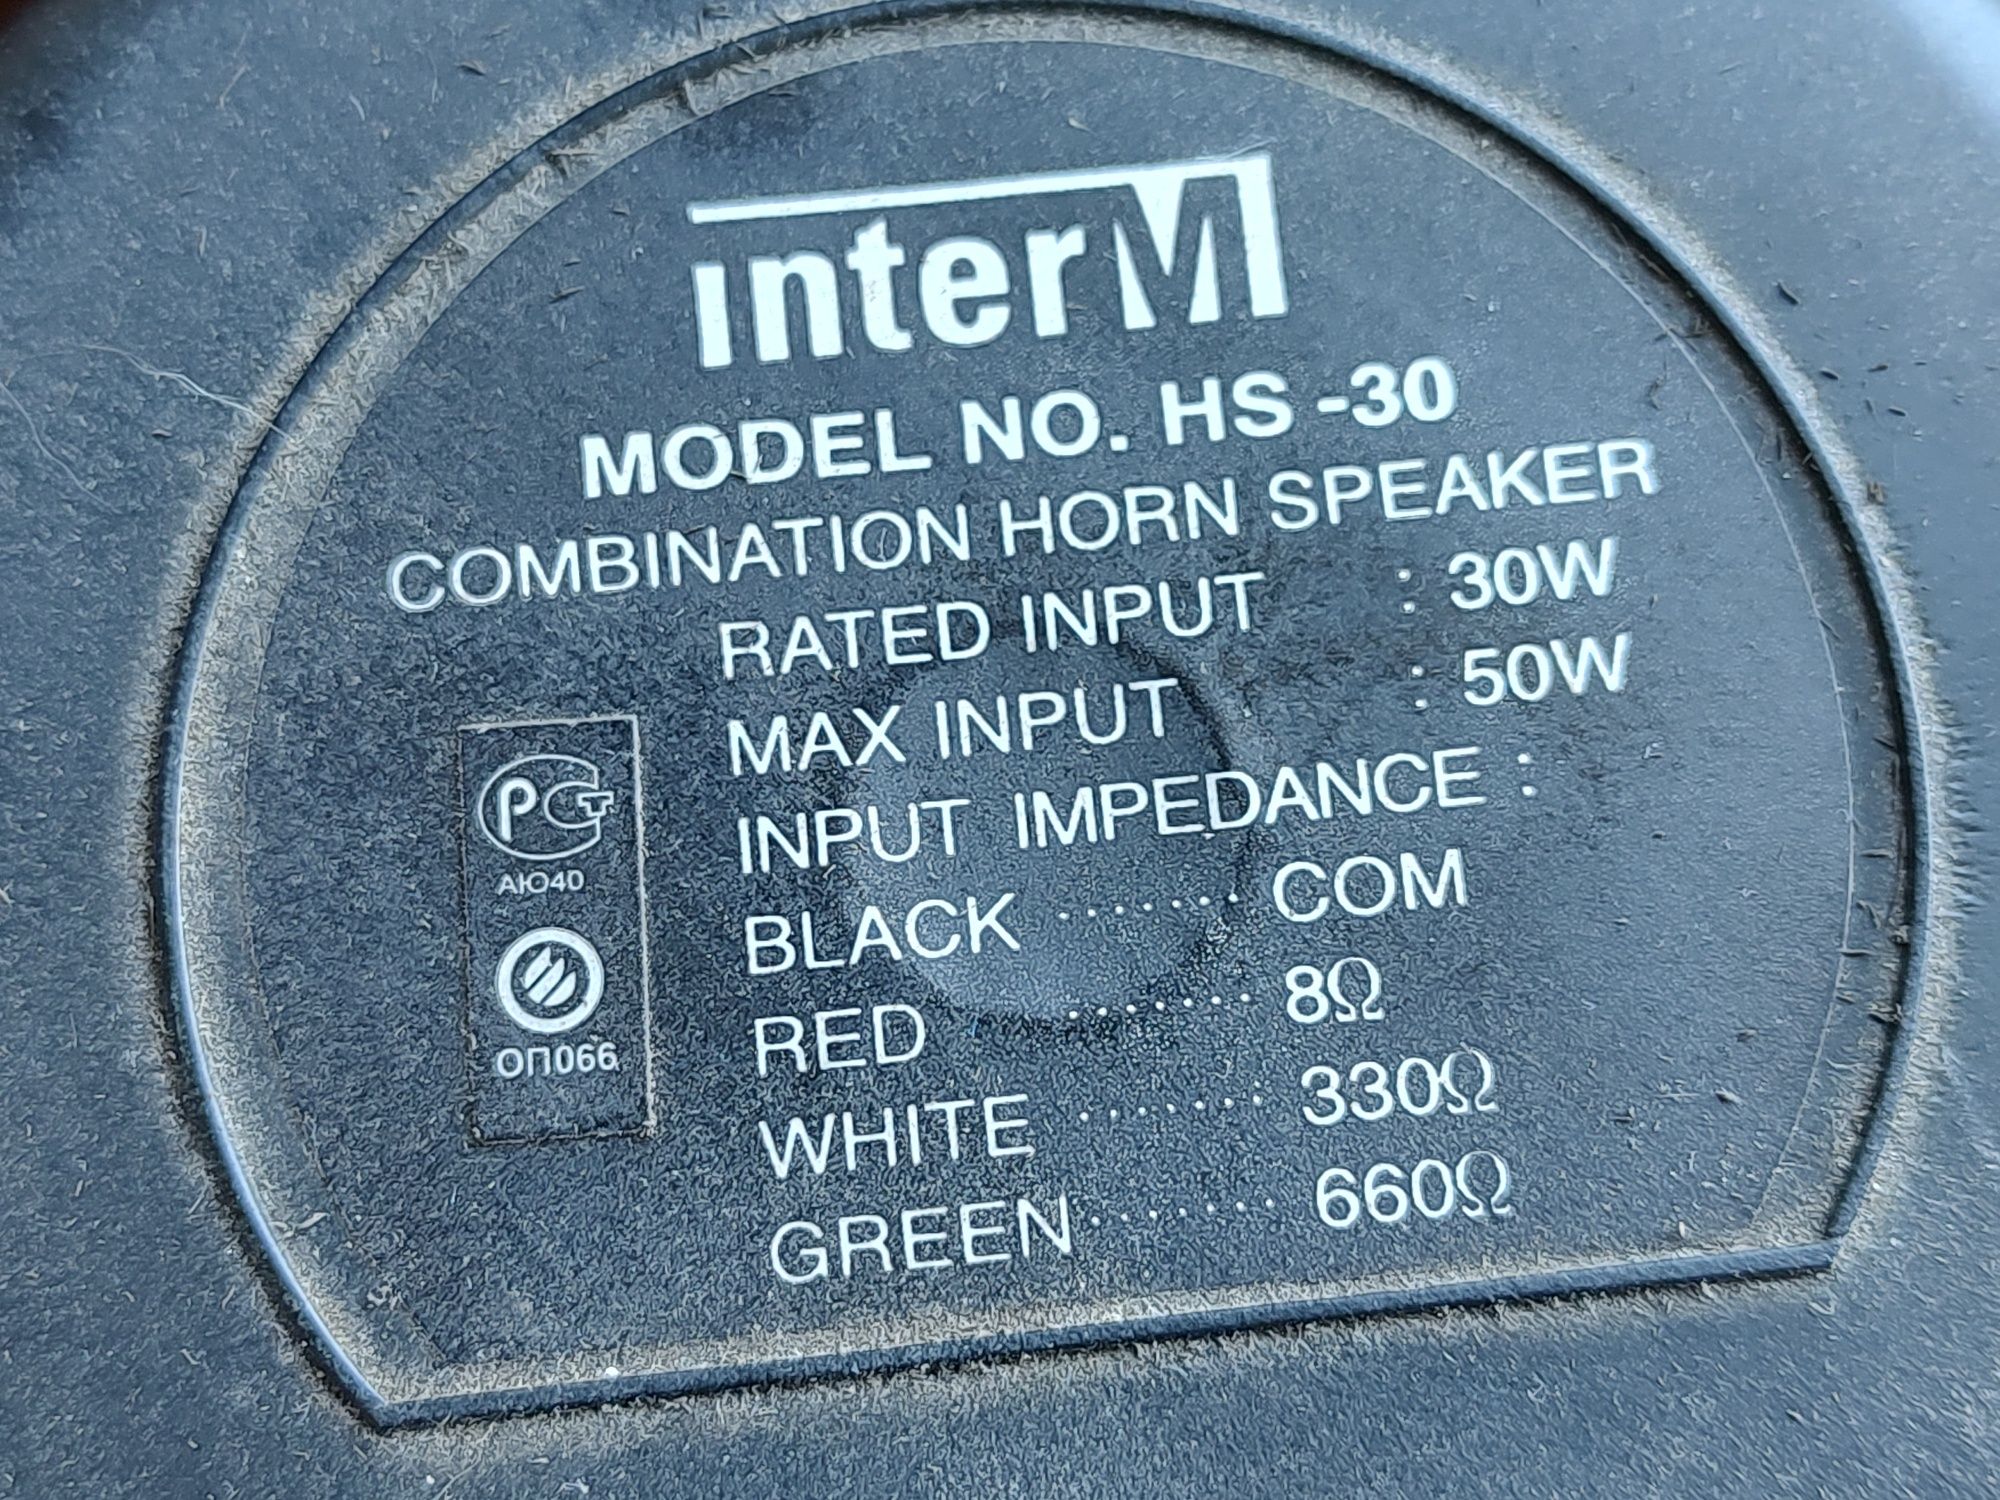 interM
MODEL NO. HS -30
COMBINATION HORN SPEAKER
RATED INPUT : 30W
MAX INPUT : 50W
INPUT IMPEDANCE :
BLACK ········ COM
RED ········ 8Ω
WHITE ········ 330Ω
GREEN ········ 660Ω
РСТ
АЮ40
ОП066